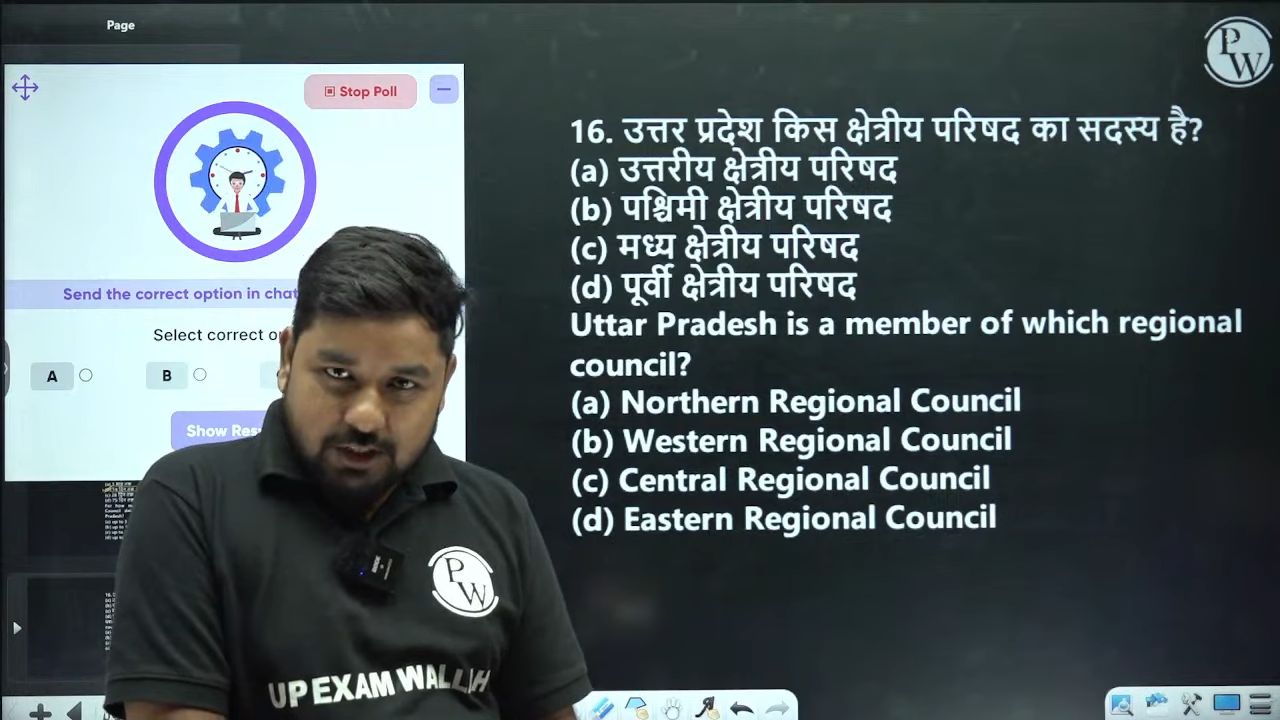 Page
PW
Stop Poll
16. उत्तर प्रदेश किस क्षेत्रीय परिषद का सदस्य है?
(a) उत्तरीय क्षेत्रीय परिषद
(b) पश्चिमी क्षेत्रीय परिषद
(c) मध्य क्षेत्रीय परिषद
(d) पूर्वी क्षेत्रीय परिषद
Uttar Pradesh is a member of which regional
council?
(a) Northern Regional Council
(b) Western Regional Council
(c) Central Regional Council
(d) Eastern Regional Council
Send the correct option in chat
Select correct
A
B
Show
PW
UP EXAM WALLAH